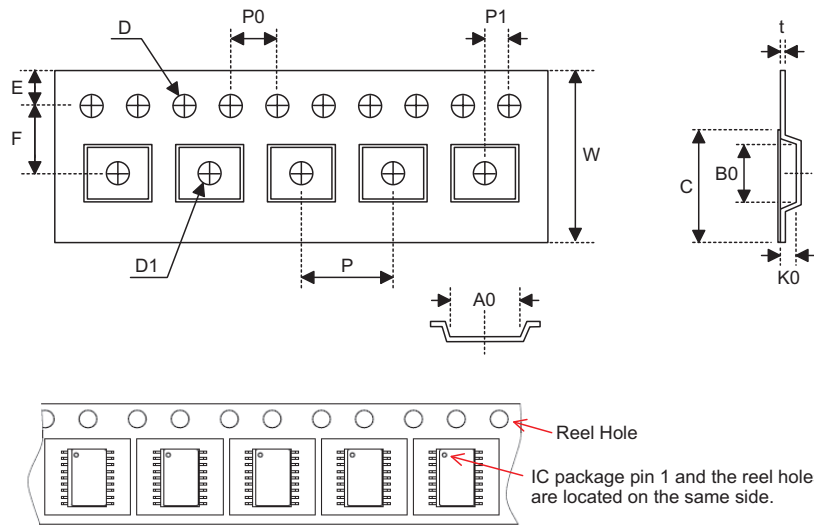 D
P0
P1
t
E
F
W
C
B0
D1
P
K0
A0
Reel Hole
IC package pin 1 and the reel hole
are located on the same side.